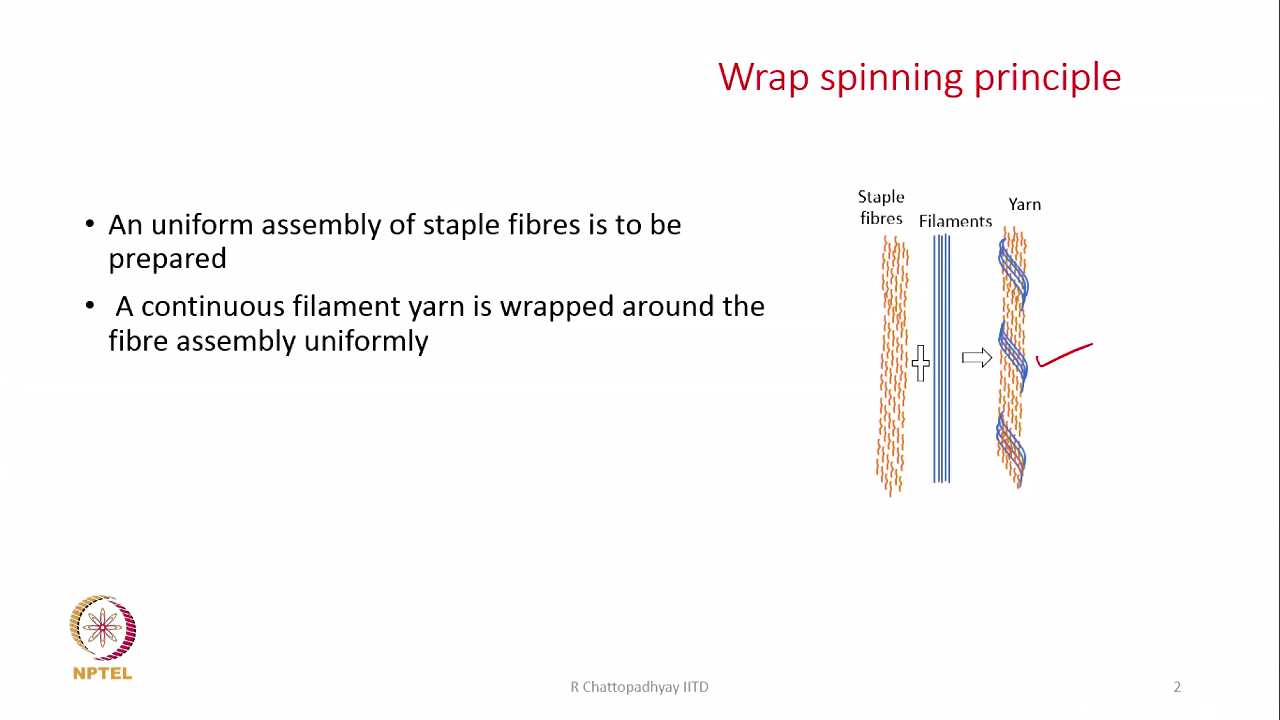 Wrap spinning principle
• An uniform assembly of staple fibres is to be
prepared
• A continuous filament yarn is wrapped around the
fibre assembly uniformly
Staple
fibres
Filaments
Yarn
NPTEL
R Chattopadhyay IITD
2